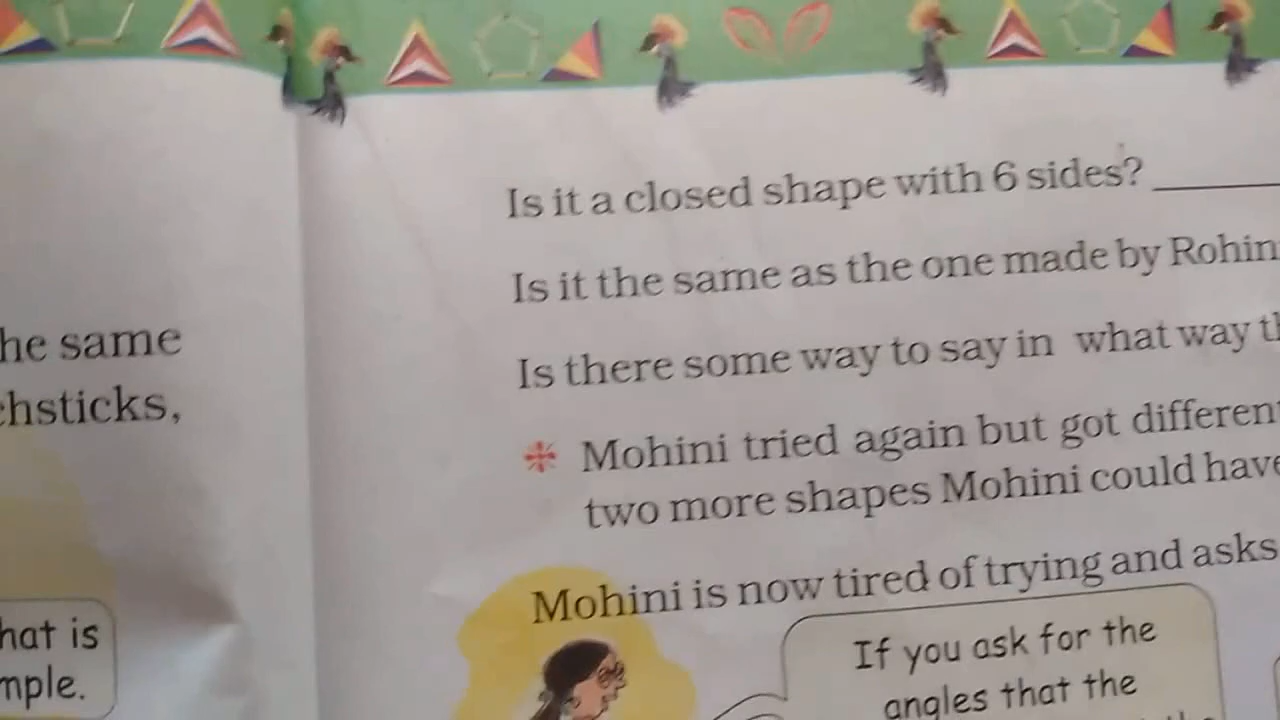 he same
chsticks,
hat is
mple.
Is it a closed shape with 6 sides?
Is it the same as the one made by Rohin
Is there some way to say in what way th
Mohini tried again but got different
two more shapes Mohini could have
Mohini is now tired of trying and asks
If you ask for the
angles that the